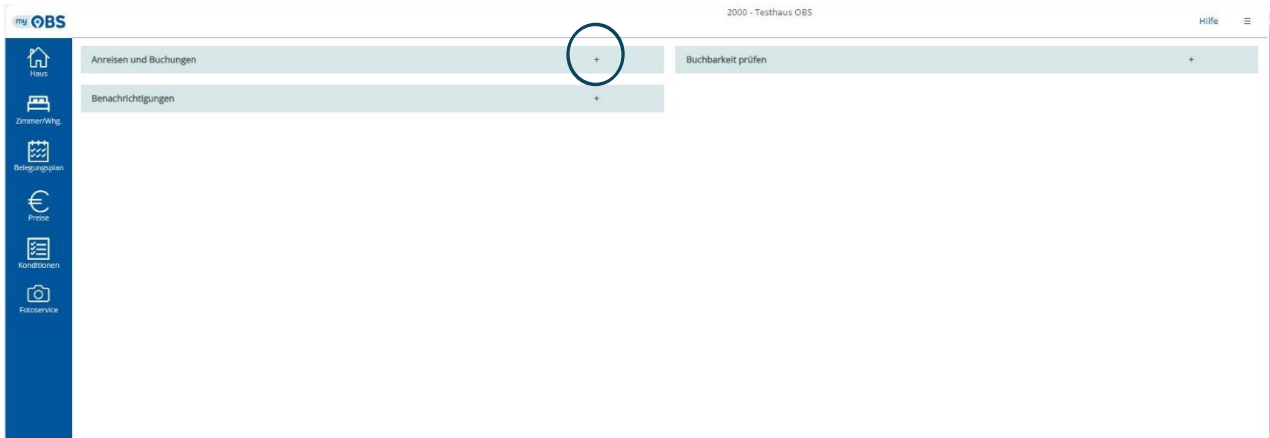 my OBS
2000 - Testhaus OBS
Hilfe
Haus
Zimmer/Whg.
Belegungsplan
Preise
Konditionen
Fotoservice
Anreisen und Buchungen +
Buchbarkeit prüfen +
Benachrichtigungen +